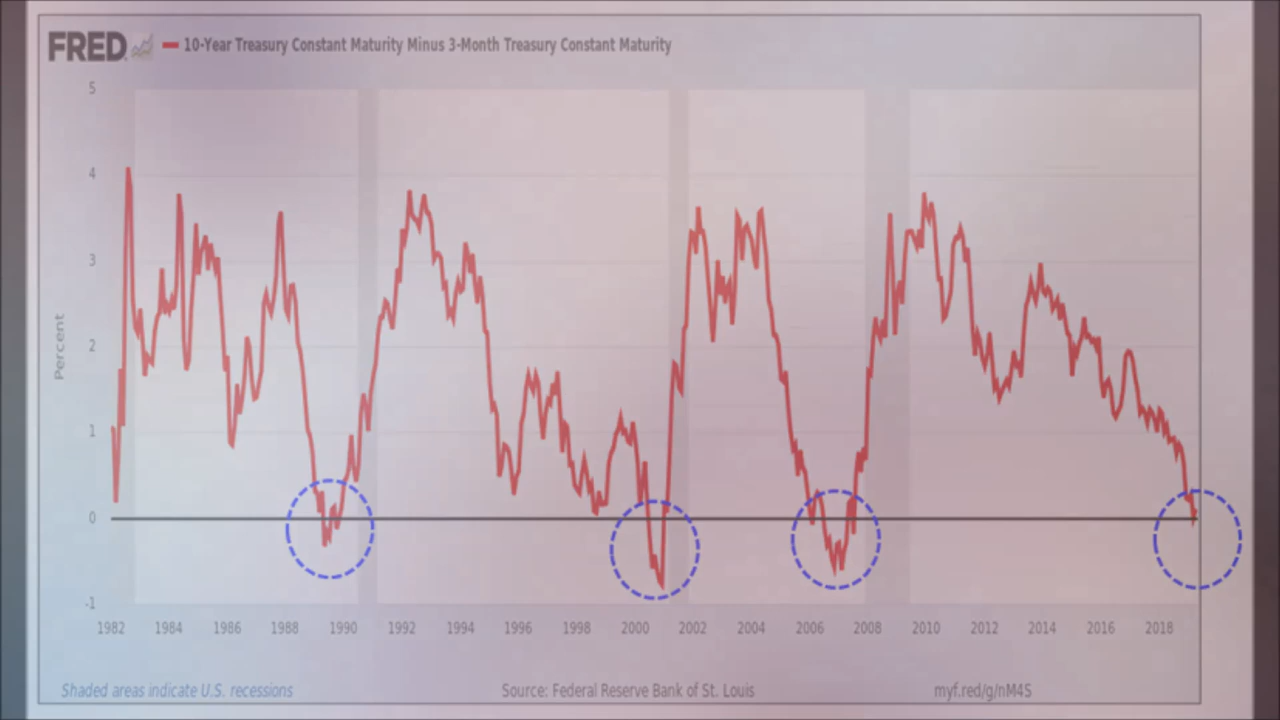 FRED 10-Year Treasury Constant Maturity Minus 3-Month Treasury Constant Maturity
5
4
3
2
1
0
-1
Percent
1982 1984 1986 1988 1990 1992 1994 1996 1998 2000 2002 2004 2006 2008 2010 2012 2014 2016 2018
Shaded areas indicate U.S. recessions Source: Federal Reserve Bank of St. Louis myf.red/g/nM4S